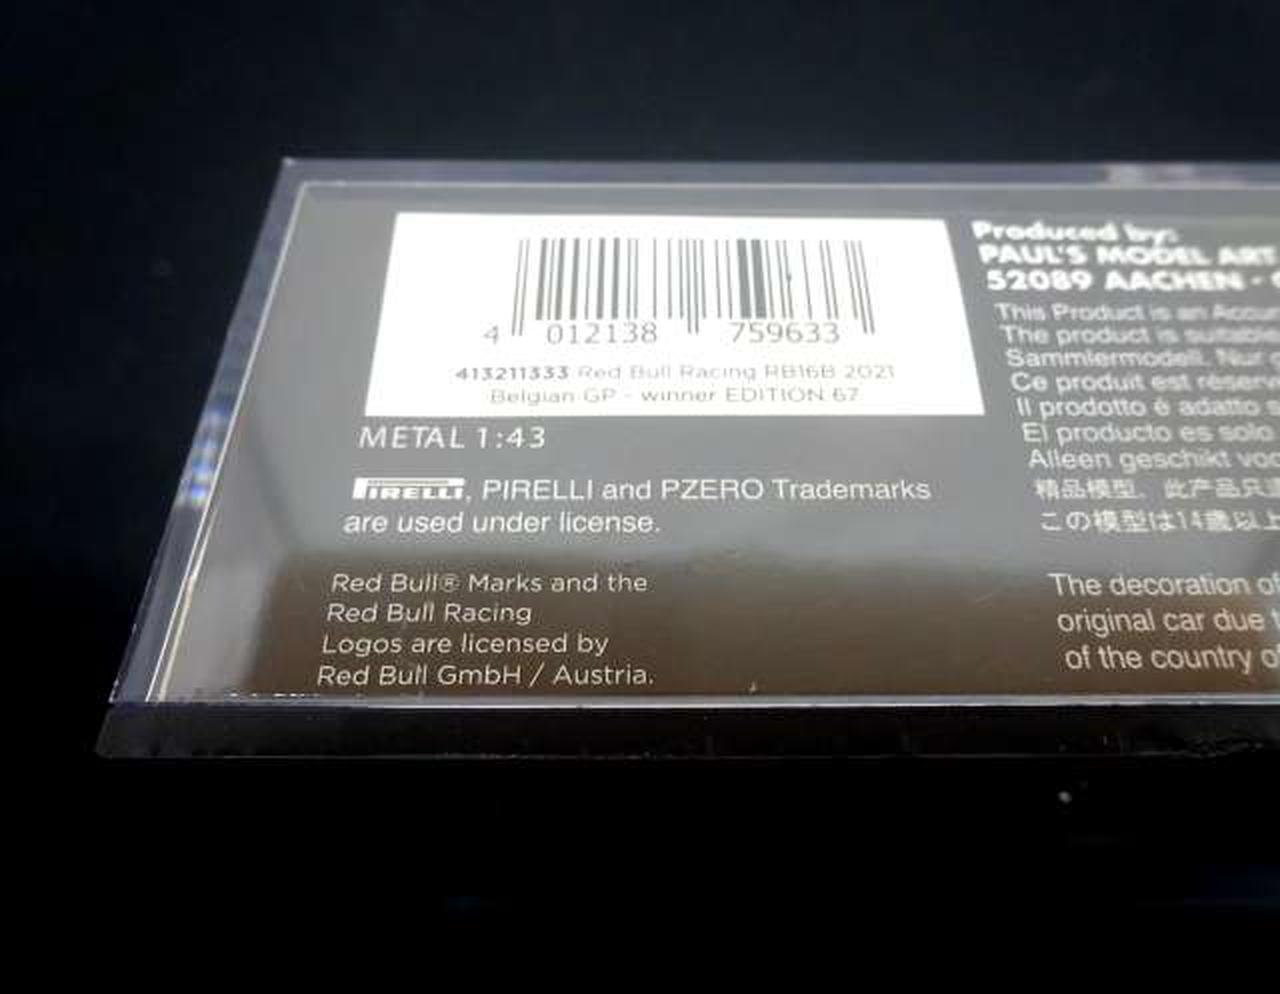 4 012138 759633
413211333 Red Bull Racing RB16B 2021
Belgian GP - winner EDITION 67
METAL 1:43
PIRELLI, PIRELLI and PZERO Trademarks
are used under license.
Red Bull® Marks and the
Red Bull Racing
Logos are licensed by
Red Bull GmbH / Austria.
Produced by:
PAUL'S MODEL ART
52089 AACHEN -
This Product is an
The product is suitable
Sammlermodell. Nur
Ce produit est
Il prodotto é adatto
El producto es solo
Alleen geschikt
精品模型。此产品只
この模型は14歳以上
The decoration of
original car due
of the country of